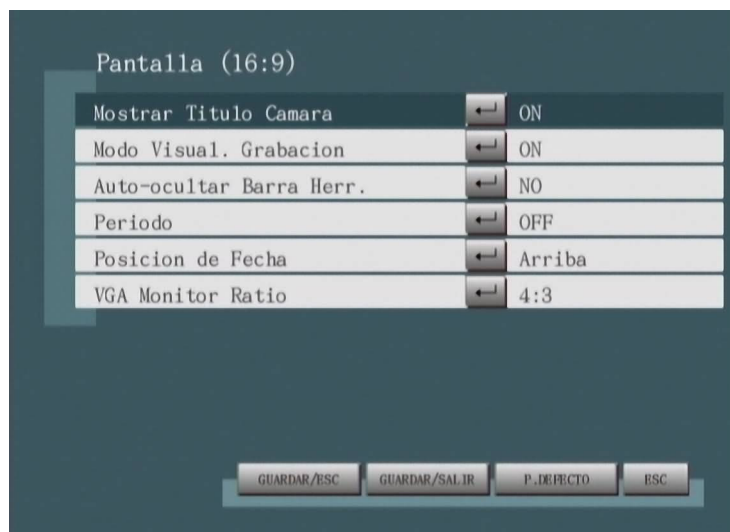 Pantalla (16:9)
Mostrar Titulo Camara ON
Modo Visual. Grabacion ON
Auto-ocultar Barra Herr. NO
Periodo OFF
Posicion de Fecha Arriba
VGA Monitor Ratio 4:3
GUARDAR/ESC GUARDAR/SALIR P.DEFECTO ESC